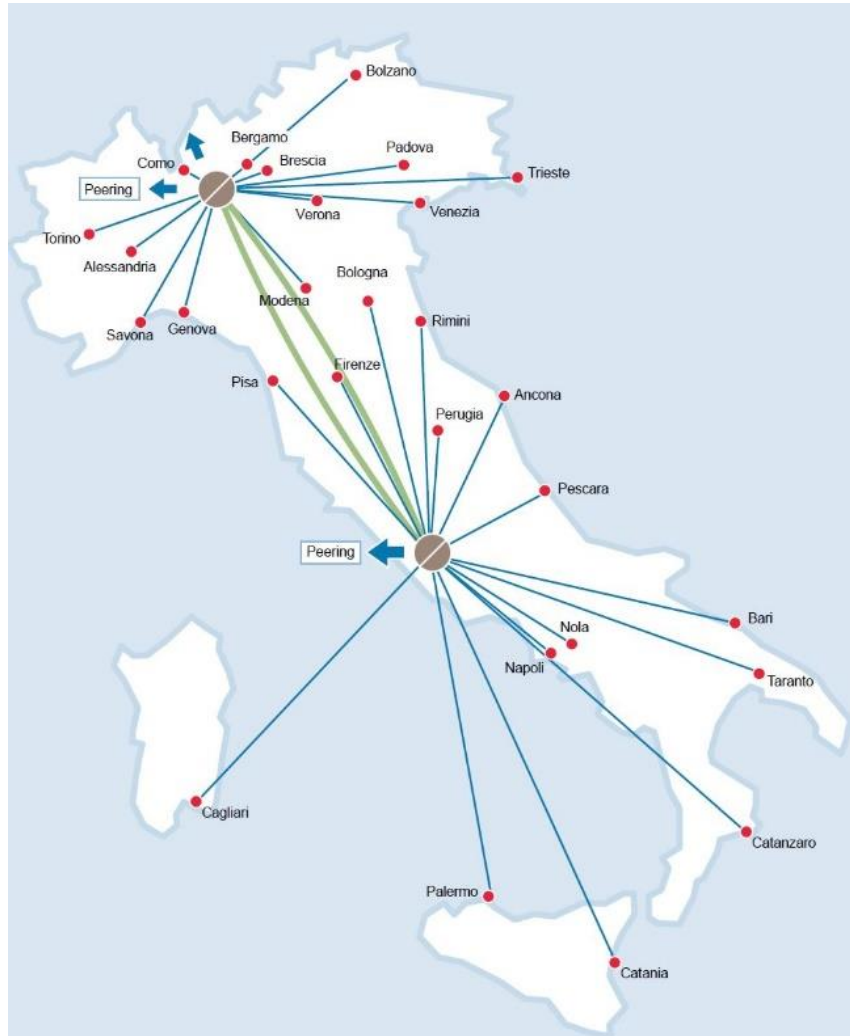 Bolzano
Bergamo
Padova
Como
Brescia
Trieste
Peering
Verona
Venezia
Torino
Alessandria
Bologna
Modena
Savona
Genova
Rimini
Firenze
Pisa
Ancona
Perugia
Pescara
Peering
Bari
Nola
Napoli
Taranto
Cagliari
Catanzaro
Palermo
Catania